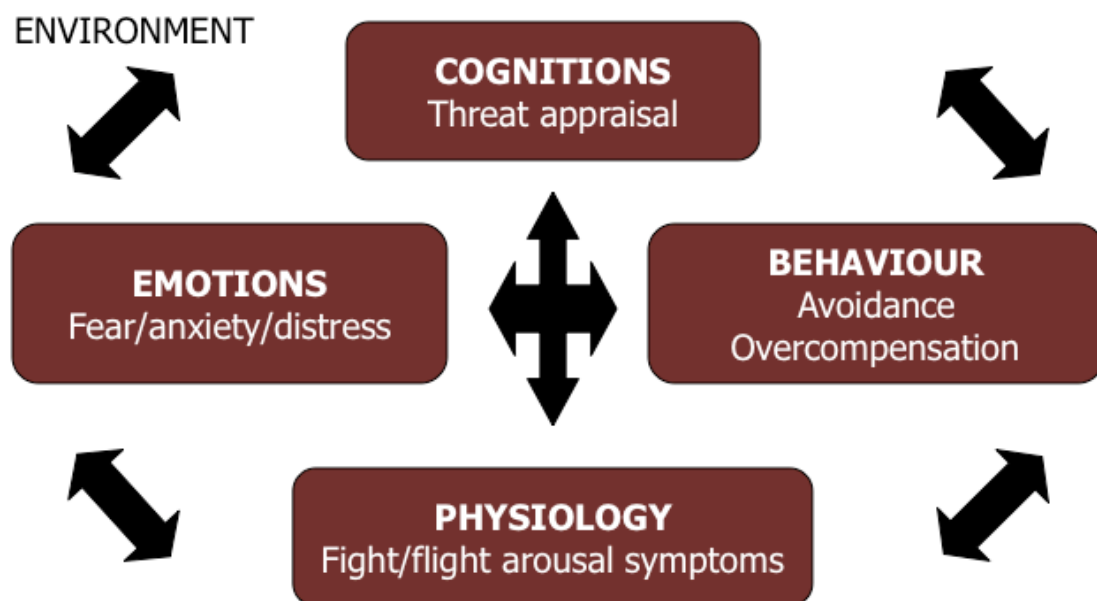 ENVIRONMENT
COGNITIONS
Threat appraisal
EMOTIONS
Fear/anxiety/distress
BEHAVIOUR
Avoidance
Overcompensation
PHYSIOLOGY
Fight/flight arousal symptoms